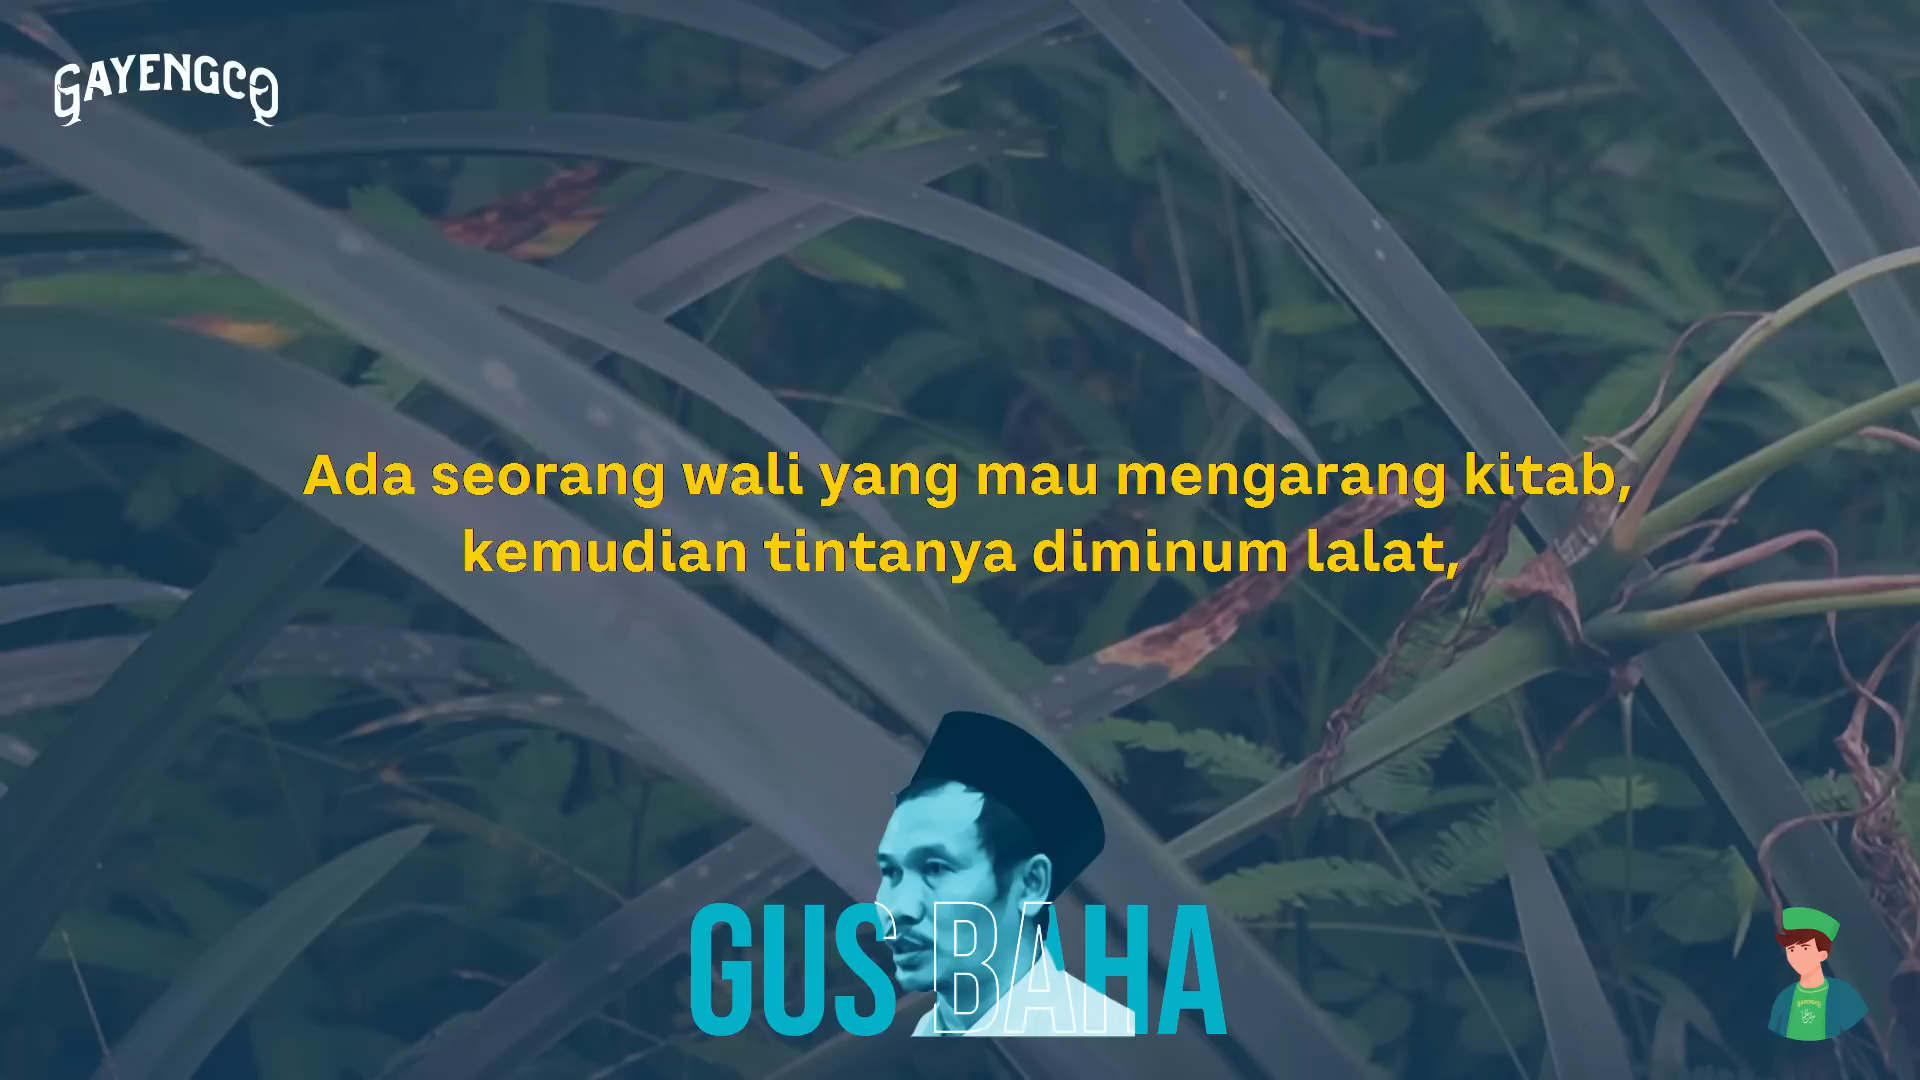 GAYENGCO
Ada seorang wali yang mau mengarang kitab,
kemudian tintanya diminum lalat,
GUS BAHA